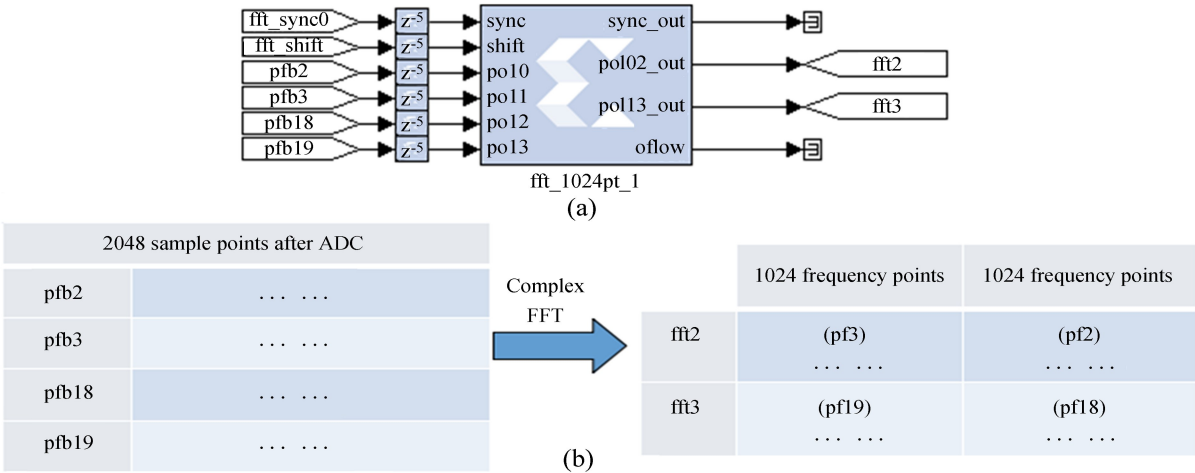 fft_sync0 z-5 sync sync_out
fft_shift z-5 shift
pfb2 z-5 po10 pol02_out fft2
pfb3 z-5 po11 pol13_out fft3
pfb18 z-5 po12
pfb19 z-5 po13 oflow
fft_1024pt_1
(a)
2048 sample points after ADC
pfb2 ... ...
pfb3 ... ...
pfb18 ... ...
pfb19 ... ...
Complex
FFT
1024 frequency points 1024 frequency points
fft2 (pf3) (pf2)
... ... ... ...
fft3 (pf19) (pf18)
... ... ... ...
(b)